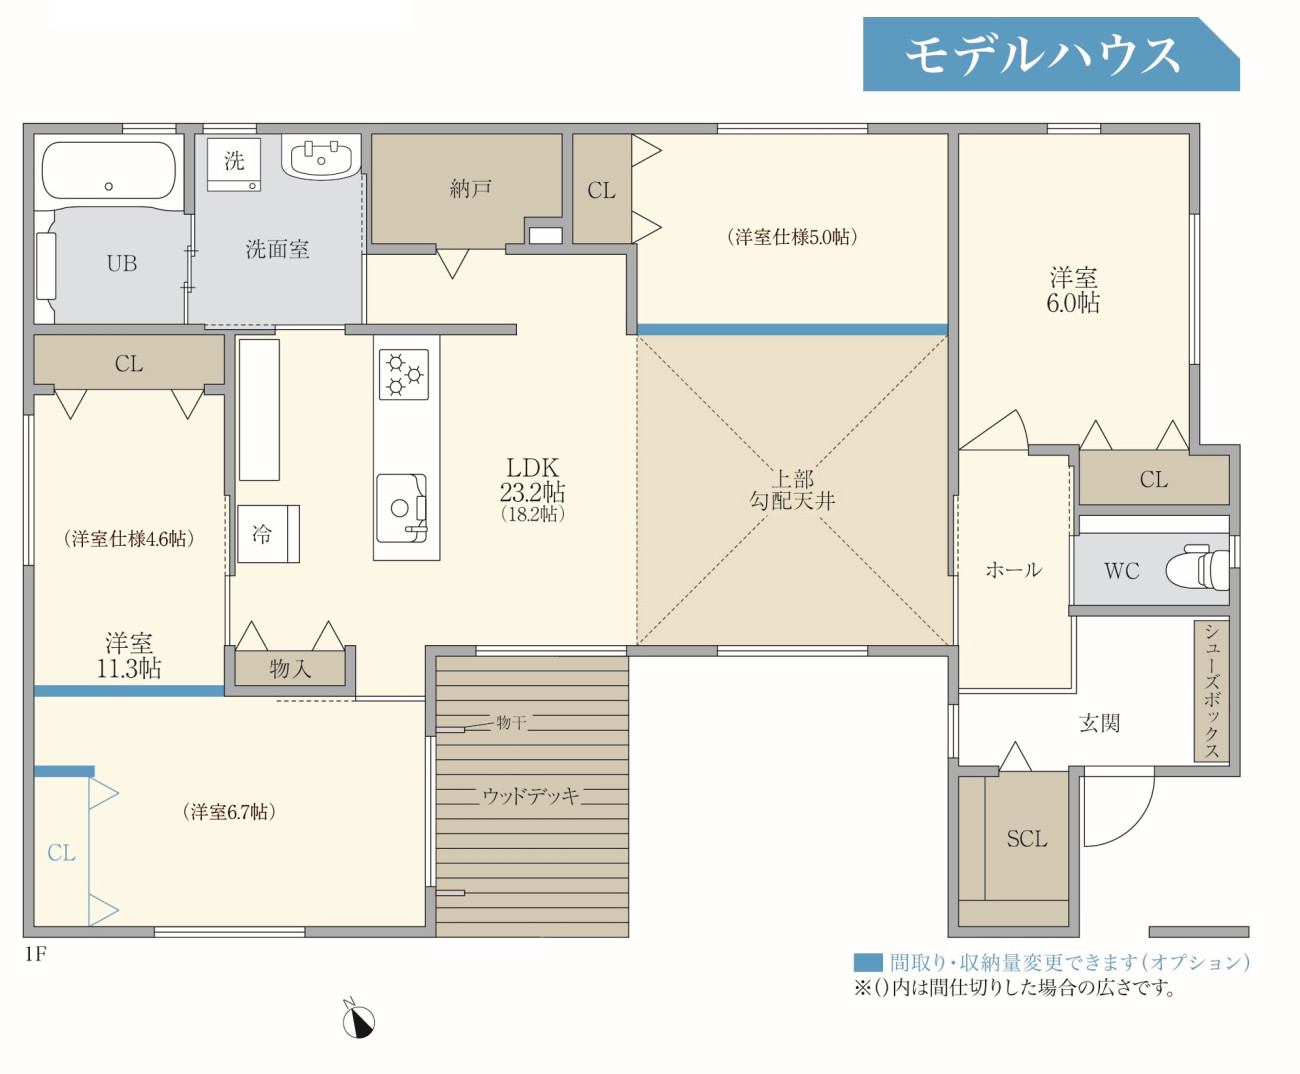 モデルハウス
洗
納戸
CL
(洋室仕様5.0帖)
洗面室
UB
洋室
6.0帖
CL
LDK
23.2帖
(18.2帖)
上部
勾配天井
CL
(洋室仕様4.6帖)
冷
ホール
WC
洋室
11.3帖
物入
シューズボックス
物干
玄関
ウッドデッキ
(洋室6.7帖)
CL
SCL
1F
間取り・収納量変更できます(オプション)
※()内は間仕切りした場合の広さです。
N